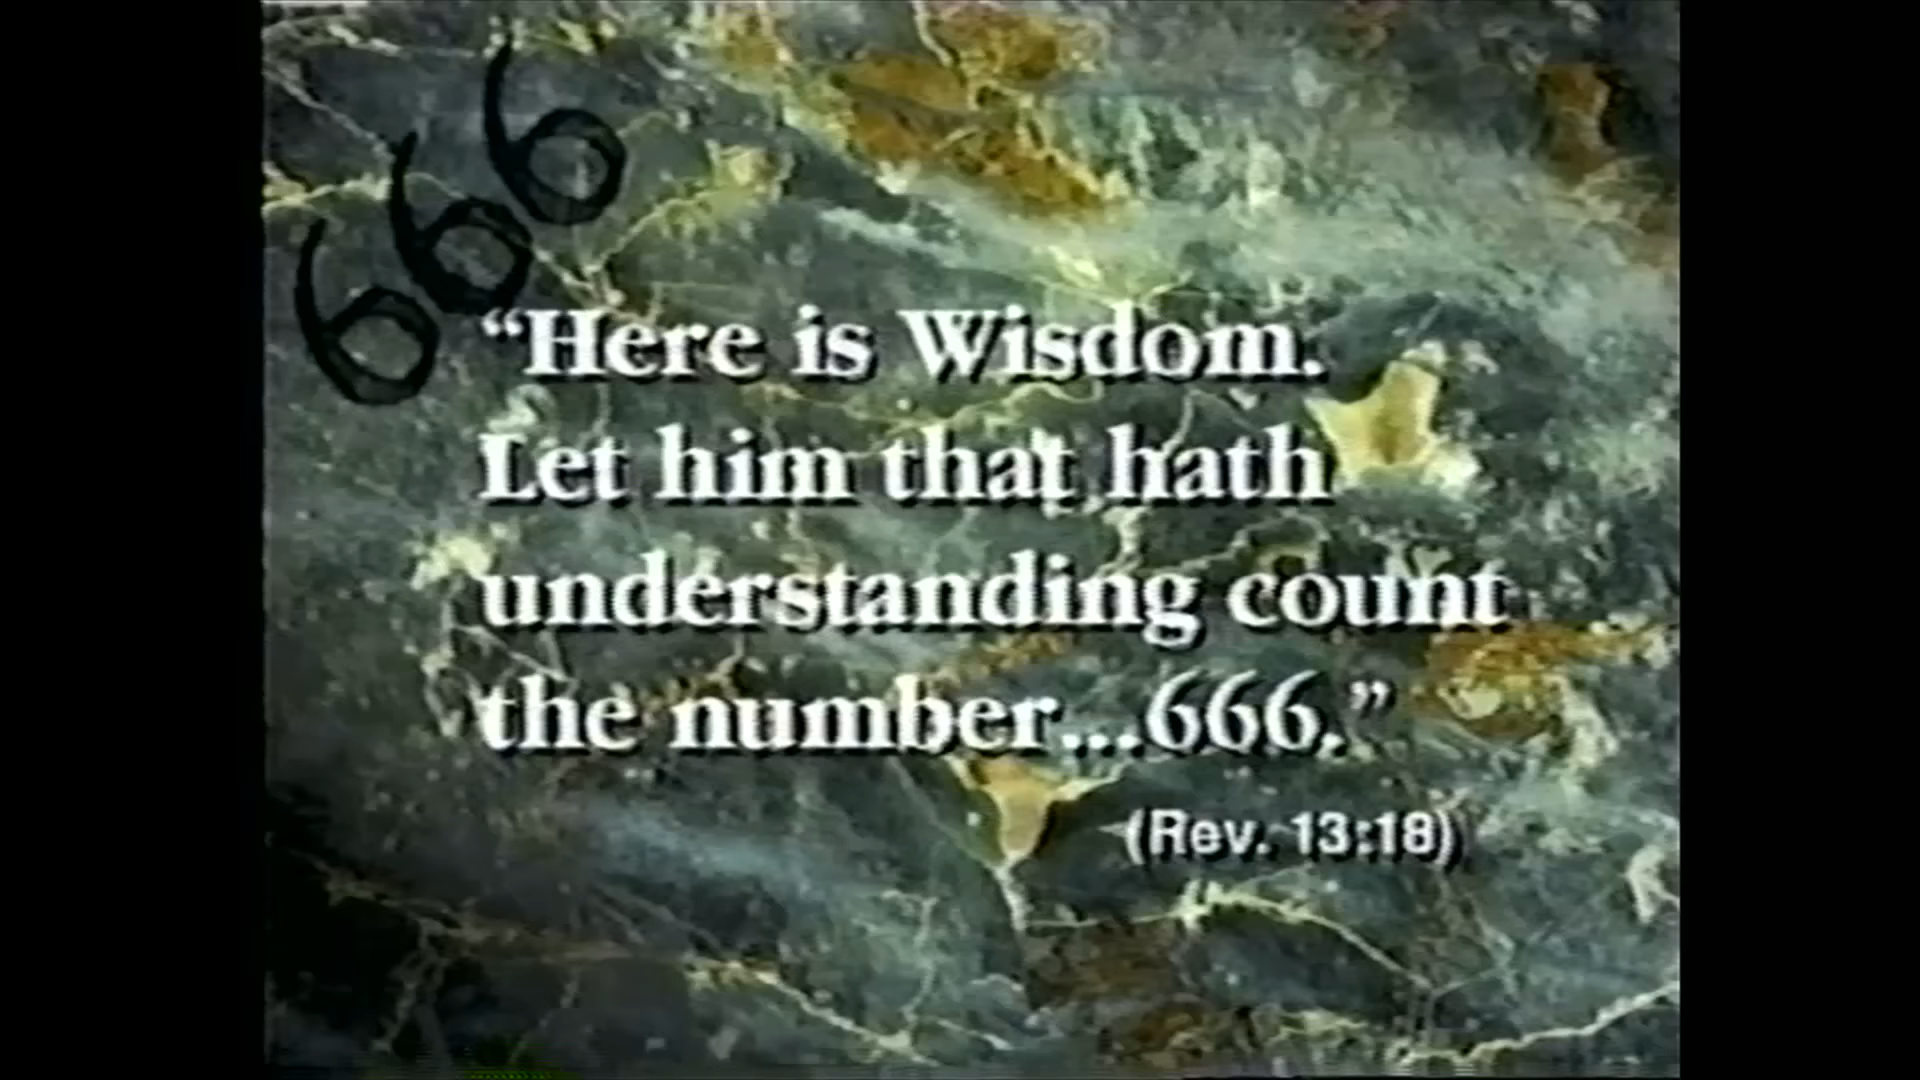 666
“Here is Wisdom.
Let him that hath
understanding count
the number...666.”
(Rev. 13:18)